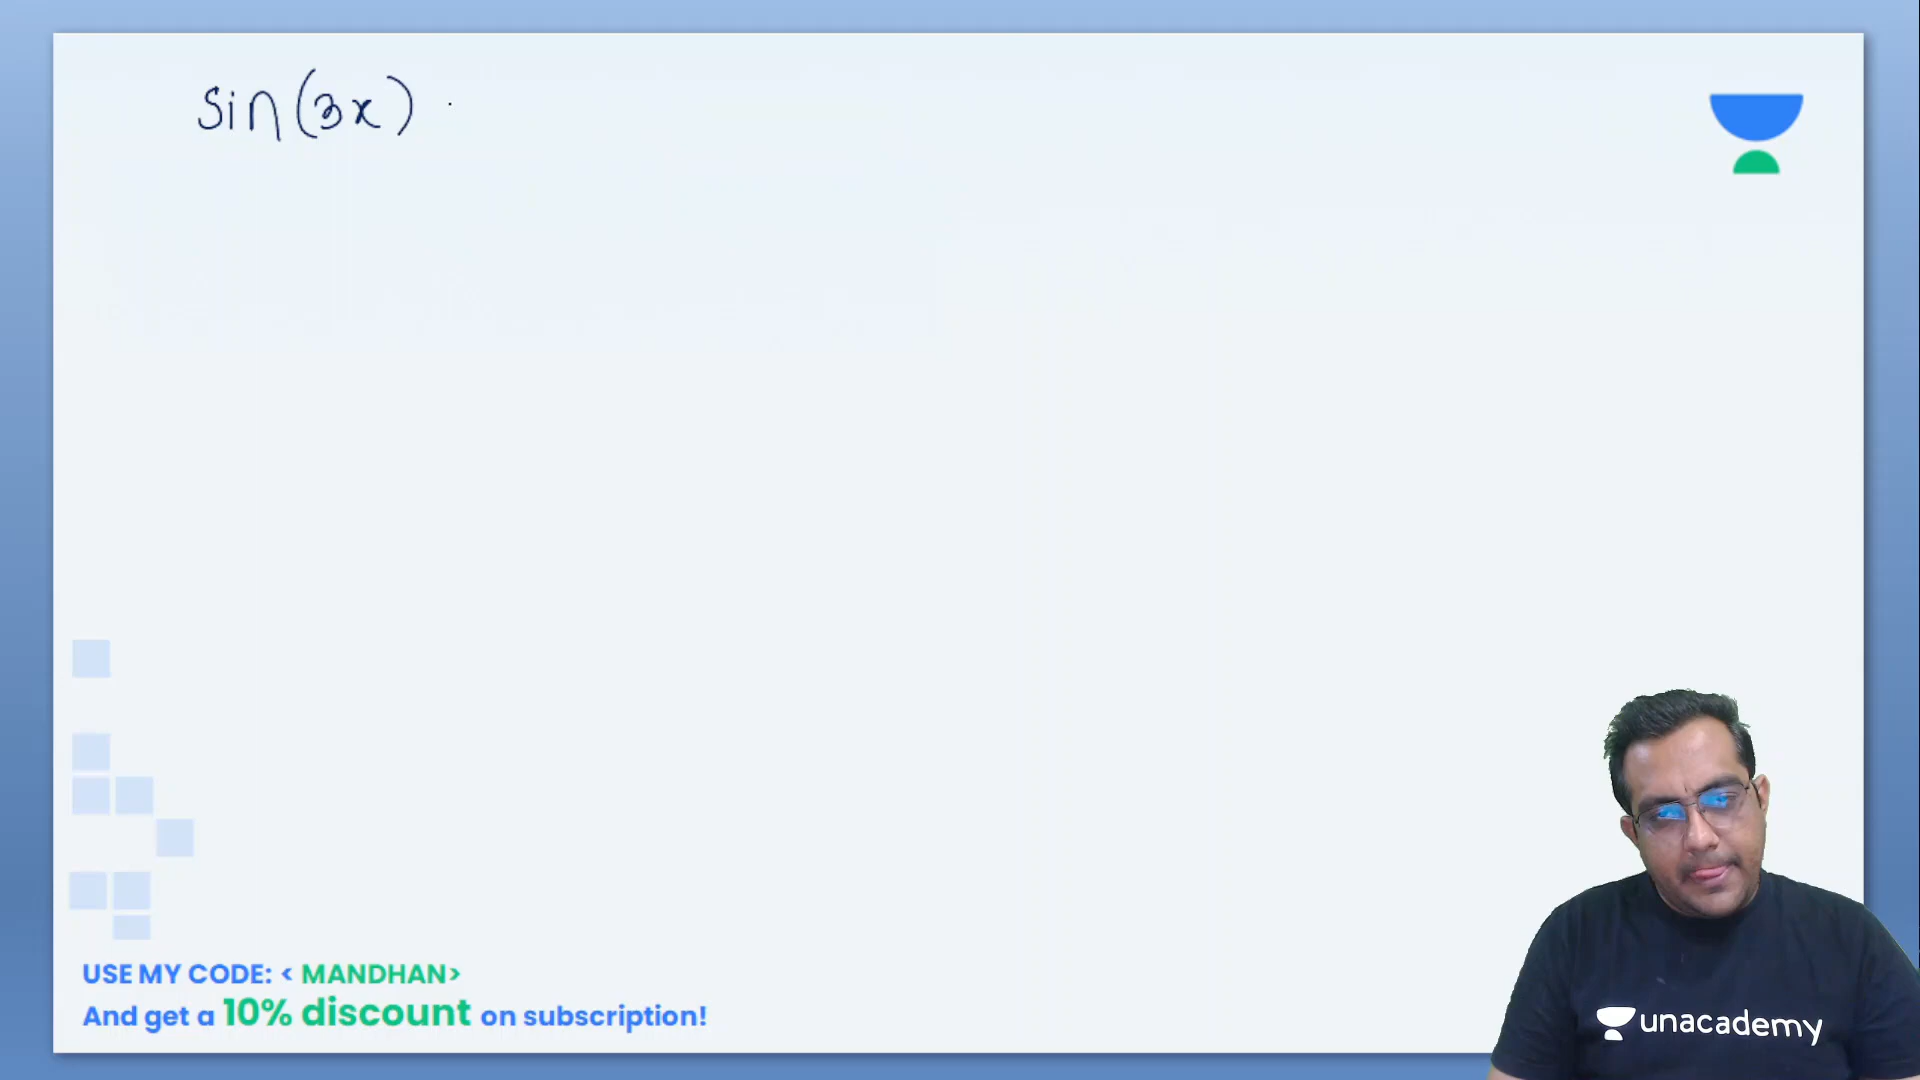 sin(3x)
USE MY CODE: < MANDHAN>
And get a 10% discount on subscription!
unacademy